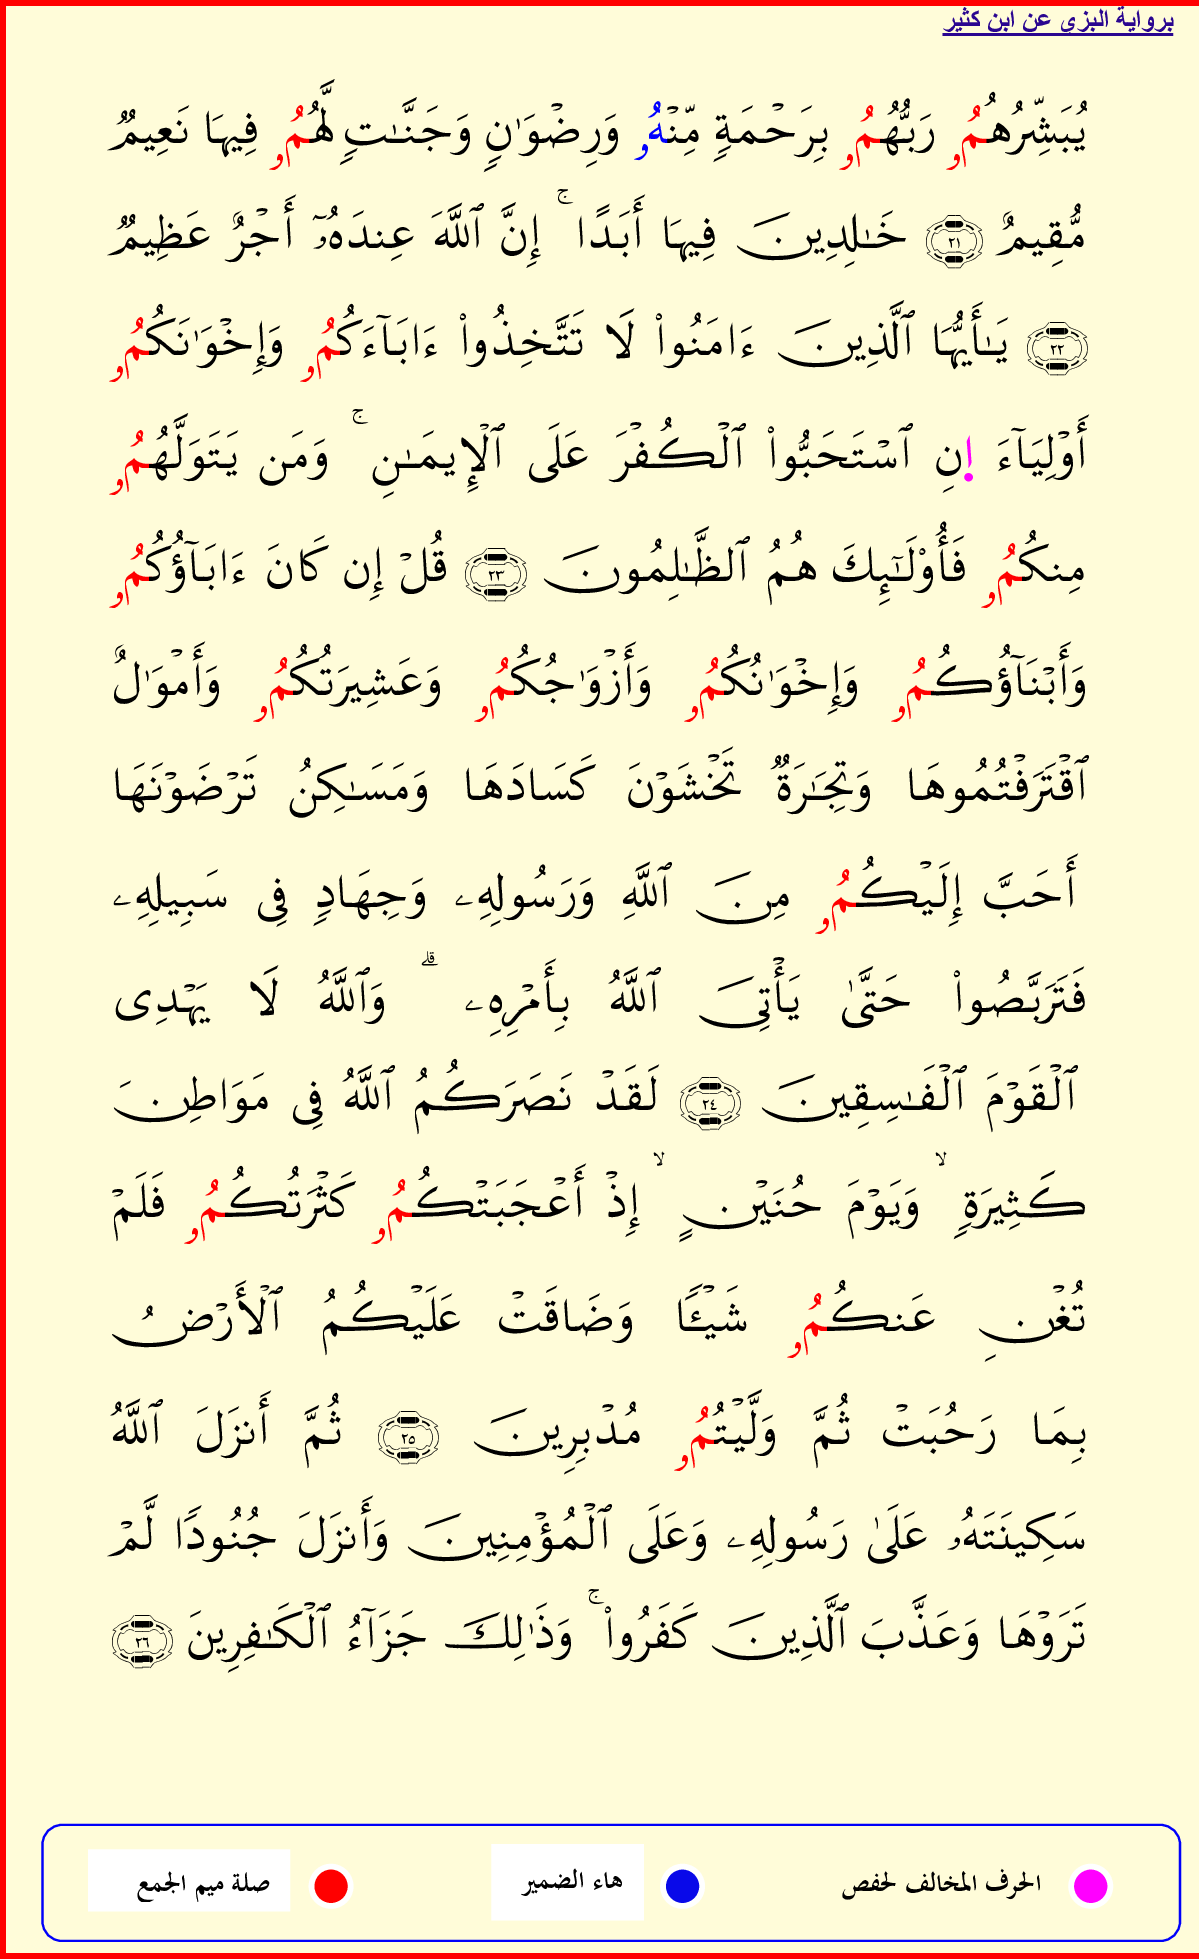 برواية البزي عن ابن كثير
يُبَشِّرُهُمُۥ رَبُّهُمُۥ بِرَحْمَةٍ مِّنْهُۥ وَرِضْوَٰنٍ وَجَنَّـٰتٍ لَّهُمُۥ فِيهَا نَعِيمٌ
مُّقِيمٌ ٢١ خَـٰلِدِينَ فِيهَا أَبَدًا ۚ إِنَّ ٱللَّهَ عِندَهُۥٓ أَجْرٌ عَظِيمٌ
٢٢ يَـٰٓأَيُّهَا ٱلَّذِينَ ءَامَنُوا۟ لَا تَتَّخِذُوا۟ ءَابَآءَكُمُۥ وَإِخْوَٰنَكُمُۥ
أَوْلِيَآءَ اِ۪نِ ٱسْتَحَبُّوا۟ ٱلْكُفْرَ عَلَى ٱلْإِيمَـٰنِ ۚ وَمَن يَتَوَلَّهُمُۥ
مِنكُمُۥ فَأُو۟لَـٰٓئِكَ هُمُ ٱلظَّـٰلِمُونَ ٢٣ قُلْ إِن كَانَ ءَابَآؤُكُمُۥ
وَأَبْنَآؤُكُمُۥ وَإِخْوَٰنُكُمُۥ وَأَزْوَٰجُكُمُۥ وَعَشِيرَتُكُمُۥ وَأَمْوَٰلٌ
ٱقْتَرَفْتُمُوهَا وَتِجَـٰرَةٌ تَخْشَوْنَ كَسَادَهَا وَمَسَـٰكِنُ تَرْضَوْنَهَا
أَحَبَّ إِلَيْكُمُۥ مِنَ ٱللَّهِ وَرَسُولِهِۦ وَجِهَادٍ فِى سَبِيلِهِۦ
فَتَرَبَّصُوا۟ حَتَّىٰ يَأْتِىَ ٱللَّهُ بِأَمْرِهِۦ ۗ وَٱللَّهُ لَا يَهْدِى
ٱلْقَوْمَ ٱلْفَـٰسِقِينَ ٢٤ لَقَدْ نَصَرَكُمُ ٱللَّهُ فِى مَوَاطِنَ
كَثِيرَةٍ ۙ وَيَوْمَ حُنَيْنٍ ۙ إِذْ أَعْجَبَتْكُمُۥ كَثْرَتُكُمُۥ فَلَمْ
تُغْنِ عَنكُمُۥ شَيْـًٔا وَضَاقَتْ عَلَيْكُمُ ٱلْأَرْضُ
بِمَا رَحُبَتْ ثُمَّ وَلَّيْتُمُۥ مُدْبِرِينَ ٢٥ ثُمَّ أَنزَلَ ٱللَّهُ
سَكِينَتَهُۥ عَلَىٰ رَسُولِهِۦ وَعَلَى ٱلْمُؤْمِنِينَ وَأَنزَلَ جُنُودًا لَّمْ
تَرَوْهَا وَعَذَّبَ ٱلَّذِينَ كَفَرُوا۟ ۚ وَذَٰلِكَ جَزَآءُ ٱلْكَـٰفِرِينَ ٢٦
الحرف المخالف لحفص
هاء الضمير
صلة ميم الجمع